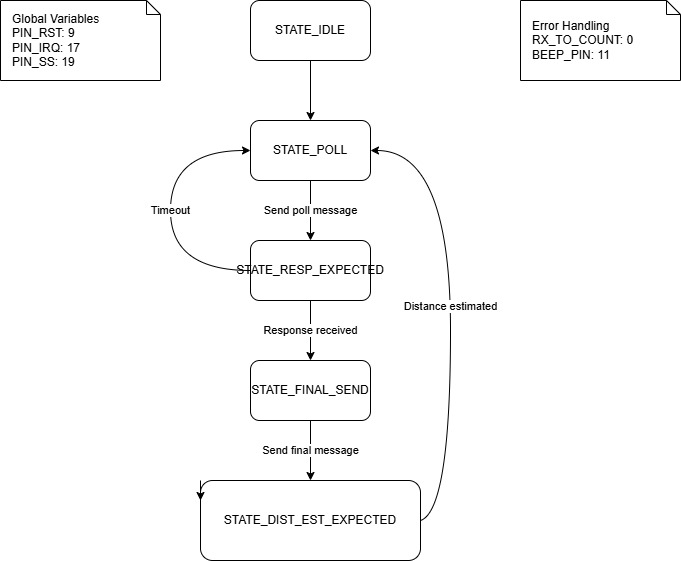 Global Variables
PIN_RST: 9
PIN_IRQ: 17
PIN_SS: 19
STATE_IDLE
Error Handling
RX_TO_COUNT: 0
BEEP_PIN: 11
STATE_POLL
Timeout
Send poll message
STATE_RESP_EXPECTED
Distance estimated
Response received
STATE_FINAL_SEND
Send final message
STATE_DIST_EST_EXPECTED